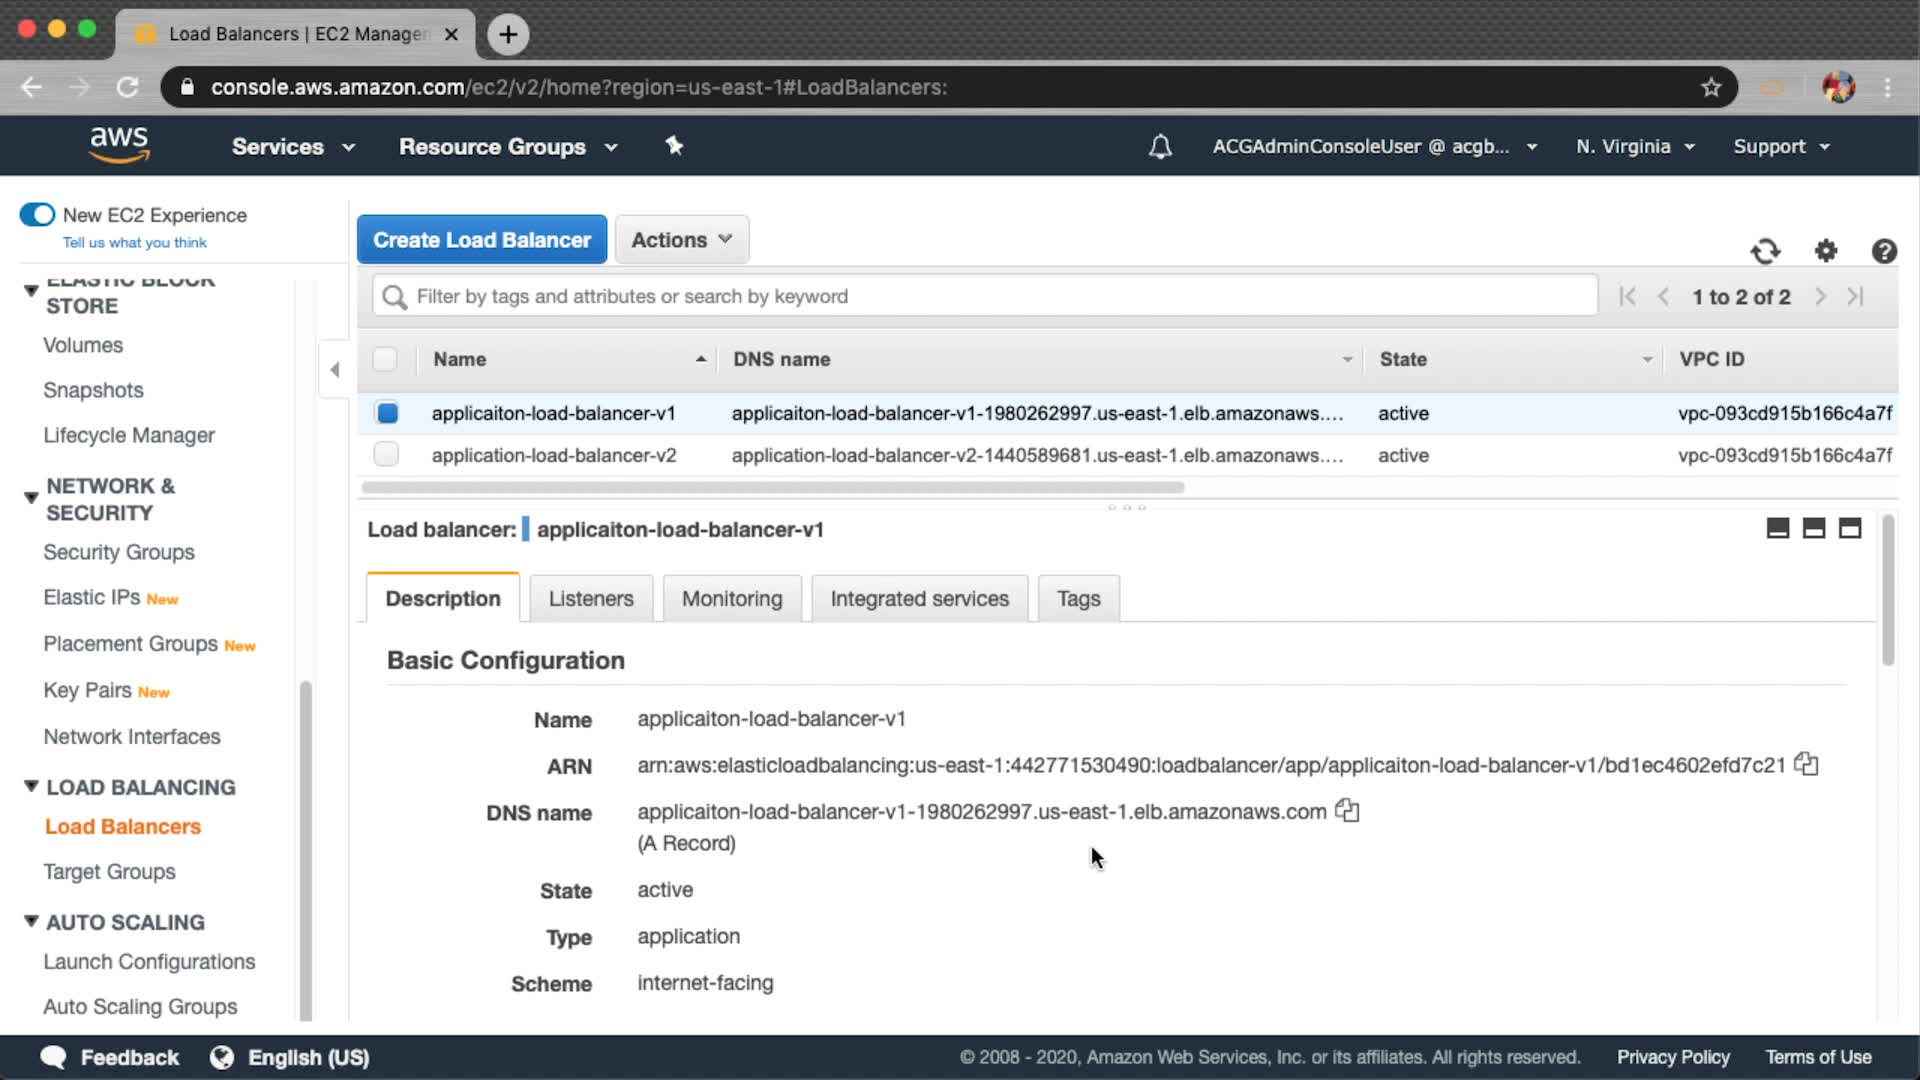 Load Balancers | EC2 Manage
console.aws.amazon.com/ec2/v2/home?region=us-east-1#LoadBalancers:
aws
Services
Resource Groups
ACGAdminConsoleUser @ acgb...
N. Virginia
Support
New EC2 Experience
Tell us what you think
ELASTIC BLOCK
STORE
Volumes
Snapshots
Lifecycle Manager
NETWORK &
SECURITY
Security Groups
Elastic IPs New
Placement Groups New
Key Pairs New
Network Interfaces
LOAD BALANCING
Load Balancers
Target Groups
AUTO SCALING
Launch Configurations
Auto Scaling Groups
Create Load Balancer
Actions
Filter by tags and attributes or search by keyword
1 to 2 of 2
Name DNS name State VPC ID
applicaiton-load-balancer-v1 applicaiton-load-balancer-v1-1980262997.us-east-1.elb.amazonaws.... active vpc-093cd915b166c4a7f
application-load-balancer-v2 application-load-balancer-v2-1440589681.us-east-1.elb.amazonaws.... active vpc-093cd915b166c4a7f
Load balancer: applicaiton-load-balancer-v1
Description
Listeners
Monitoring
Integrated services
Tags
Basic Configuration
Name applicaiton-load-balancer-v1
ARN arn:aws:elasticloadbalancing:us-east-1:442771530490:loadbalancer/app/applicaiton-load-balancer-v1/bd1ec4602efd7c21
DNS name applicaiton-load-balancer-v1-1980262997.us-east-1.elb.amazonaws.com
(A Record)
State active
Type application
Scheme internet-facing
Feedback
English (US)
© 2008 - 2020, Amazon Web Services, Inc. or its affiliates. All rights reserved.
Privacy Policy
Terms of Use